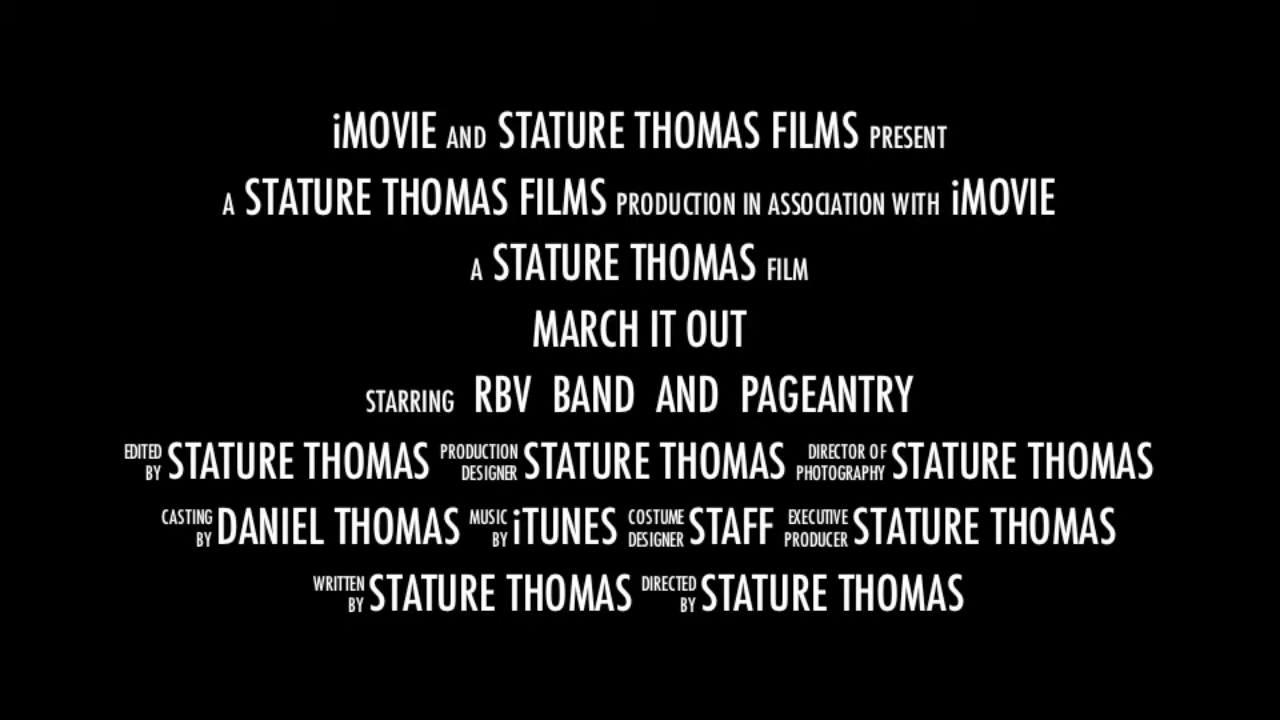 iMOVIE AND STATURE THOMAS FILMS PRESENT
A STATURE THOMAS FILMS PRODUCTION IN ASSOCIATION WITH iMOVIE
A STATURE THOMAS FILM
MARCH IT OUT
STARRING RBV BAND AND PAGEANTRY
EDITED BY STATURE THOMAS PRODUCTION DESIGNER STATURE THOMAS DIRECTOR OF PHOTOGRAPHY STATURE THOMAS
CASTING BY DANIEL THOMAS MUSIC BY iTUNES COSTUME DESIGNER STAFF EXECUTIVE PRODUCER STATURE THOMAS
WRITTEN BY STATURE THOMAS DIRECTED BY STATURE THOMAS